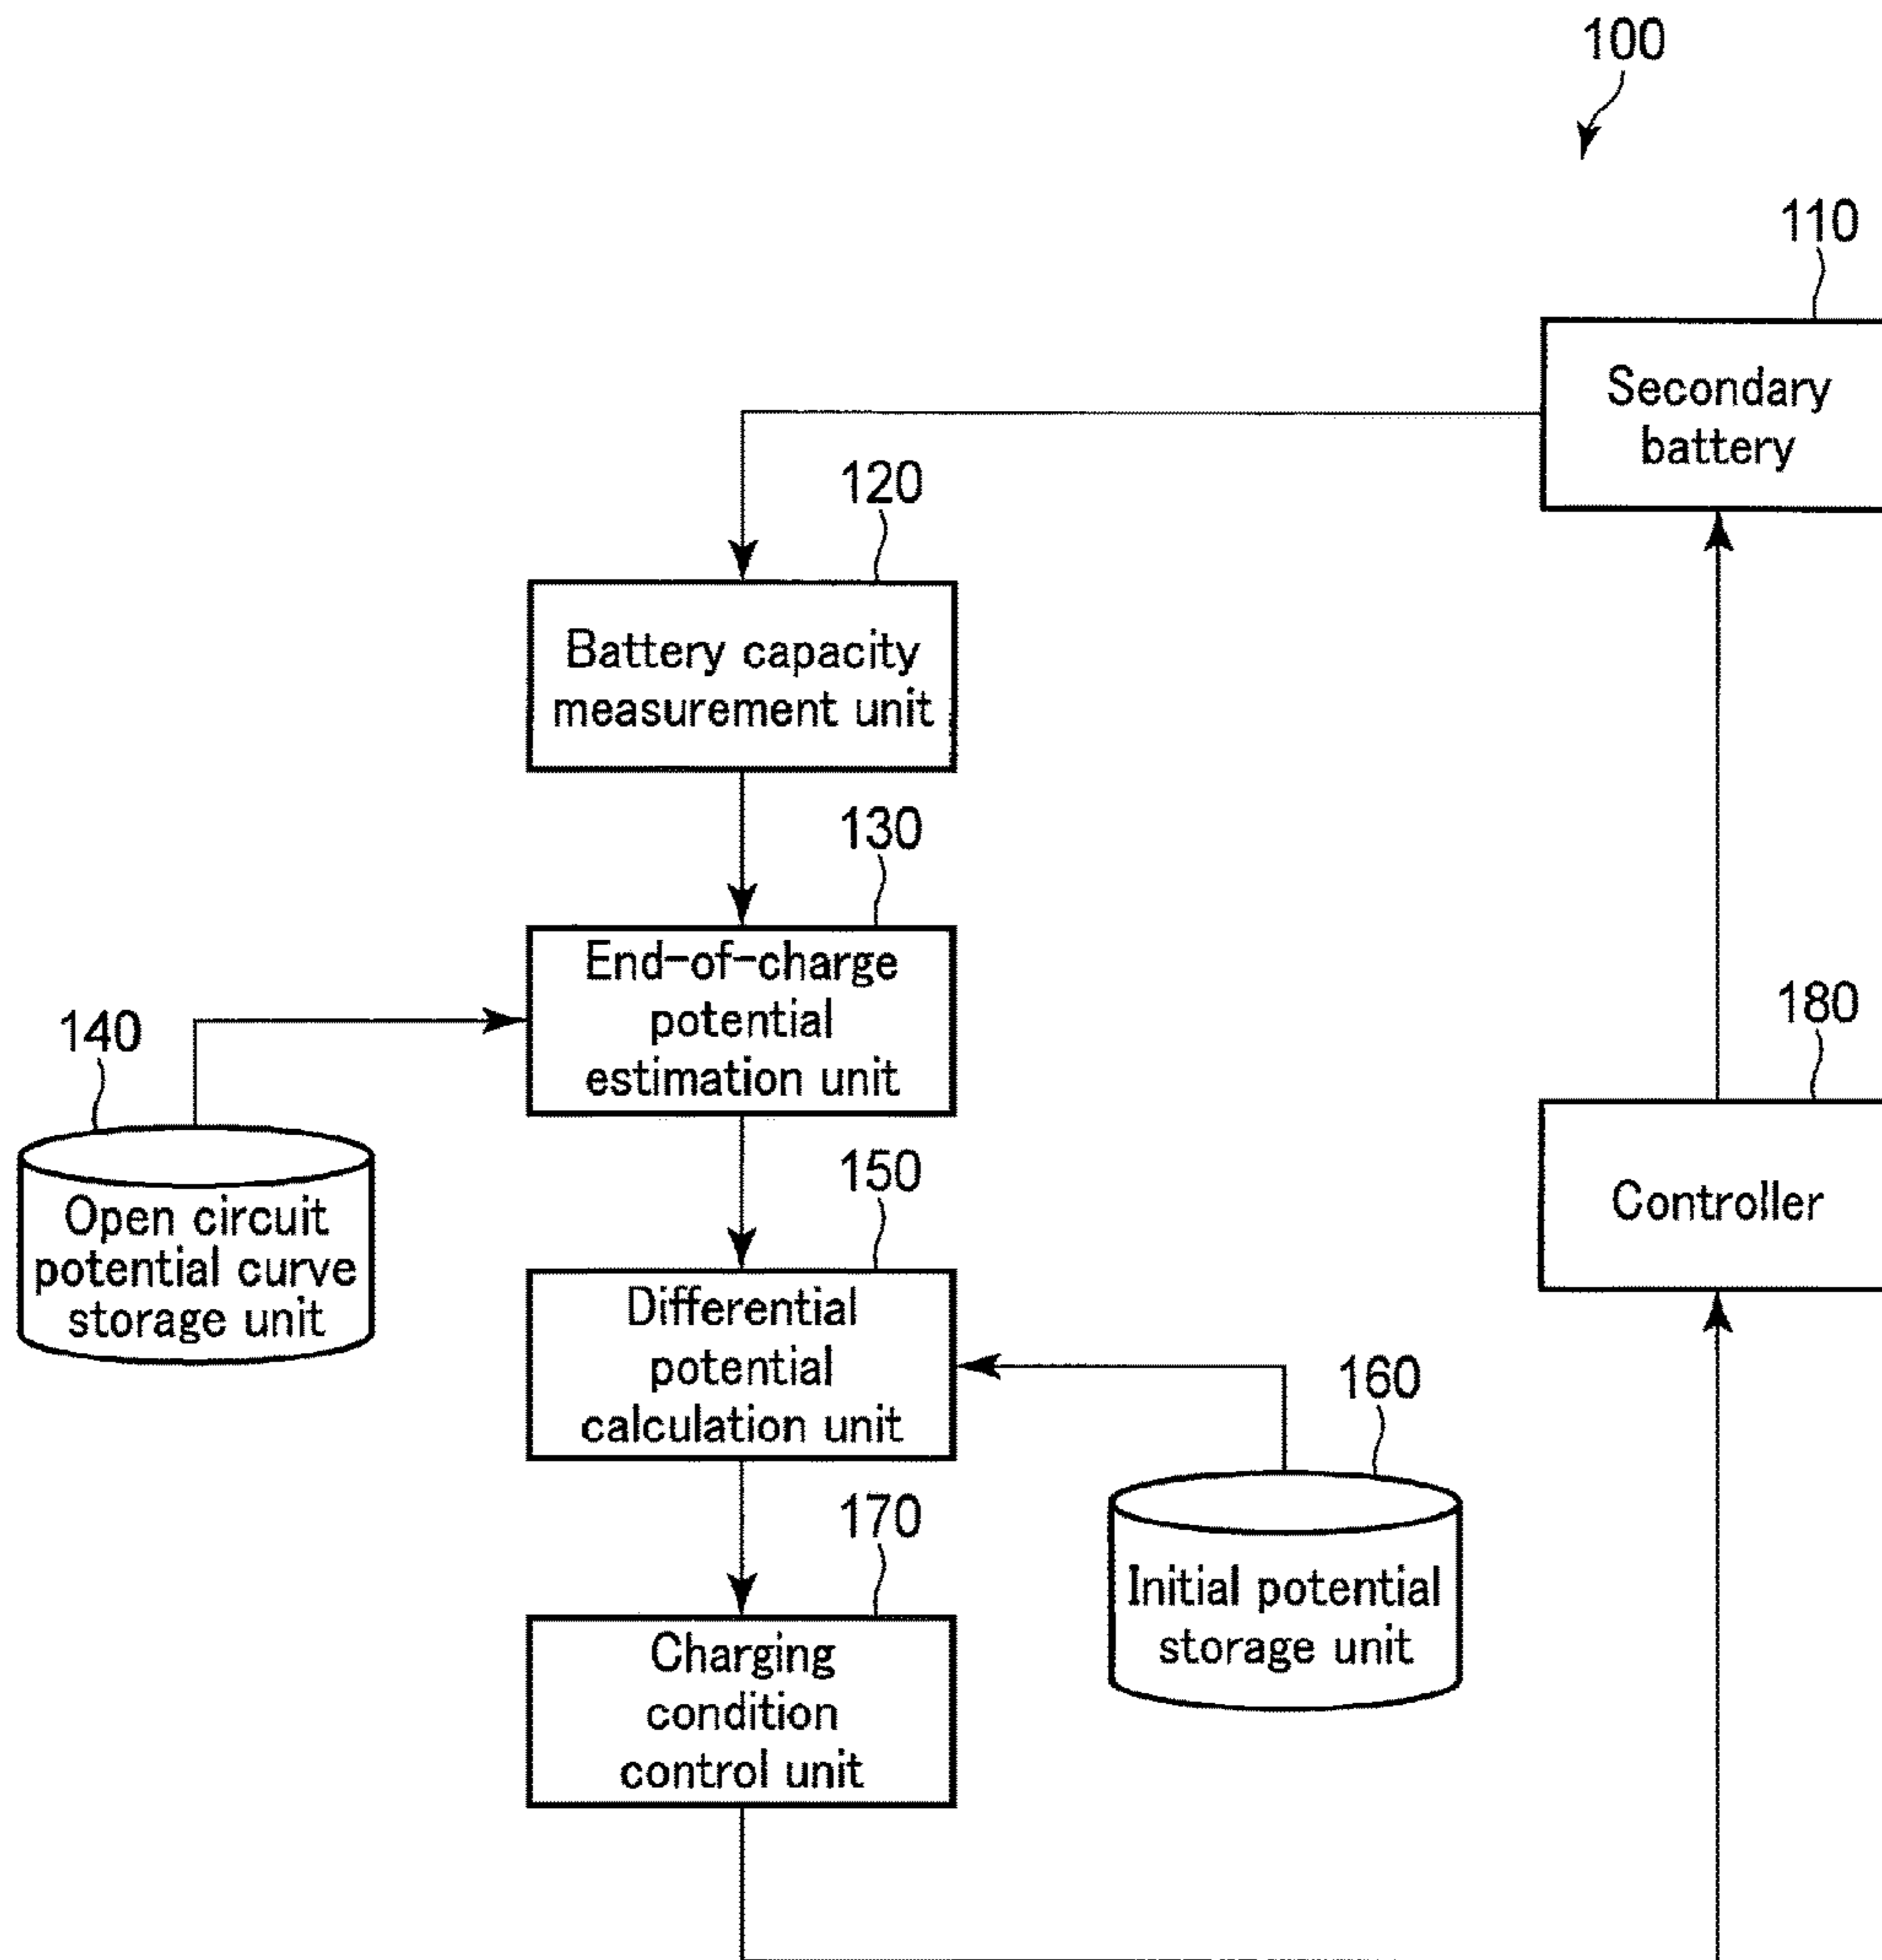 100
110
Secondary
battery
120
Battery capacity
measurement unit
130
End-of-charge
potential
estimation unit
140
Open circuit
potential curve
storage unit
180
Controller
150
Differential
potential
calculation unit
160
Initial potential
storage unit
170
Charging
condition
control unit